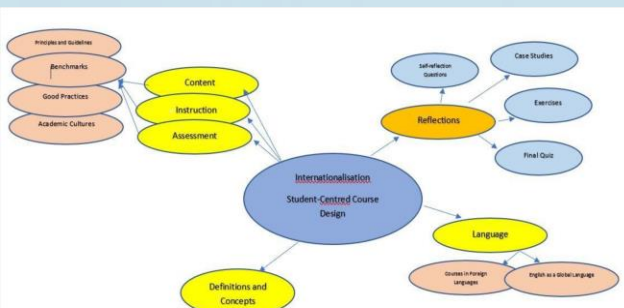 Principles and Guidelines
Benchmarks
Good Practices
Academic Cultures
Content
Instruction
Assessment
Self-reflection
Questions
Case Studies
Reflections
Exercises
Final Quiz
Internationalisation
Student-Centred Course
Design
Language
Courses in Foreign
Languages
English as a Global Language
Definitions and
Concepts